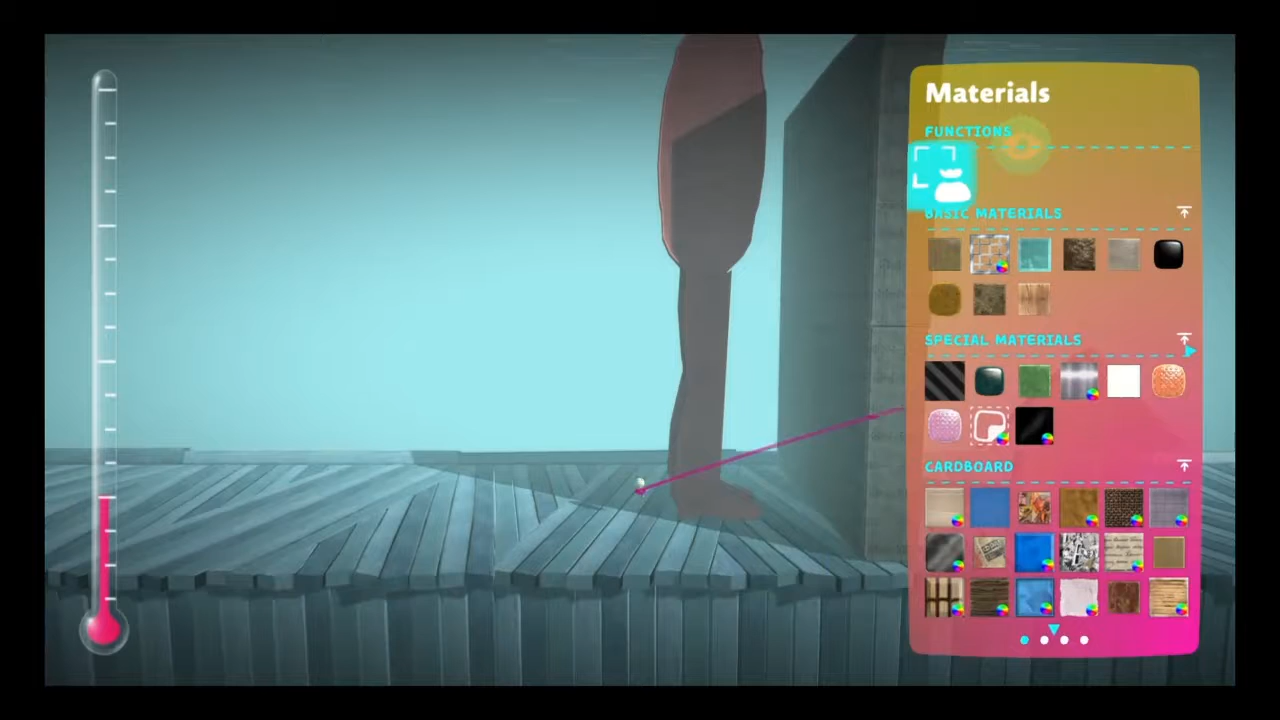 Materials
FUNCTIONS
BASIC MATERIALS
SPECIAL MATERIALS
CARDBOARD